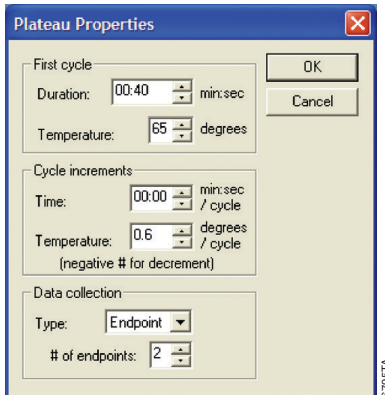 Plateau Properties
First cycle
Duration: 00:40 min:sec
Temperature: 65 degrees
OK
Cancel
Cycle increments
Time: 00:00 min:sec / cycle
Temperature: 0.6 degrees / cycle
(negative # for decrement)
Data collection
Type: Endpoint
# of endpoints: 2